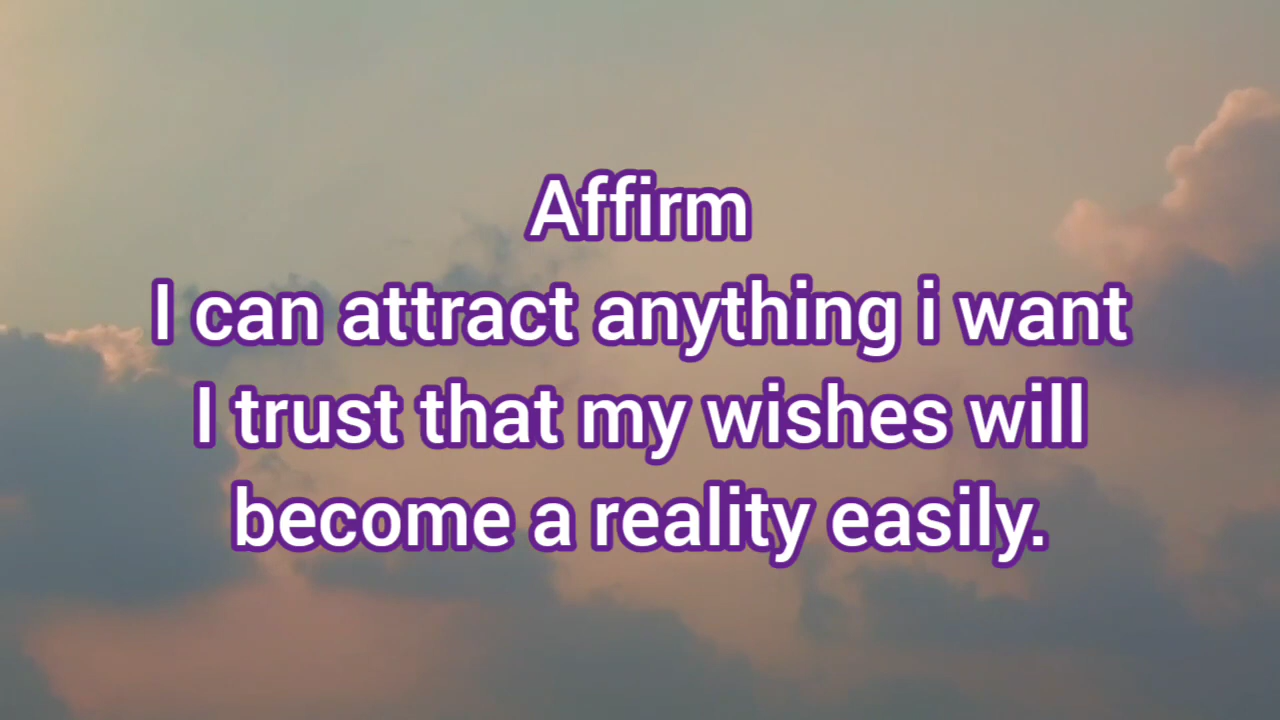 Affirm
I can attract anything i want
I trust that my wishes will
become a reality easily.